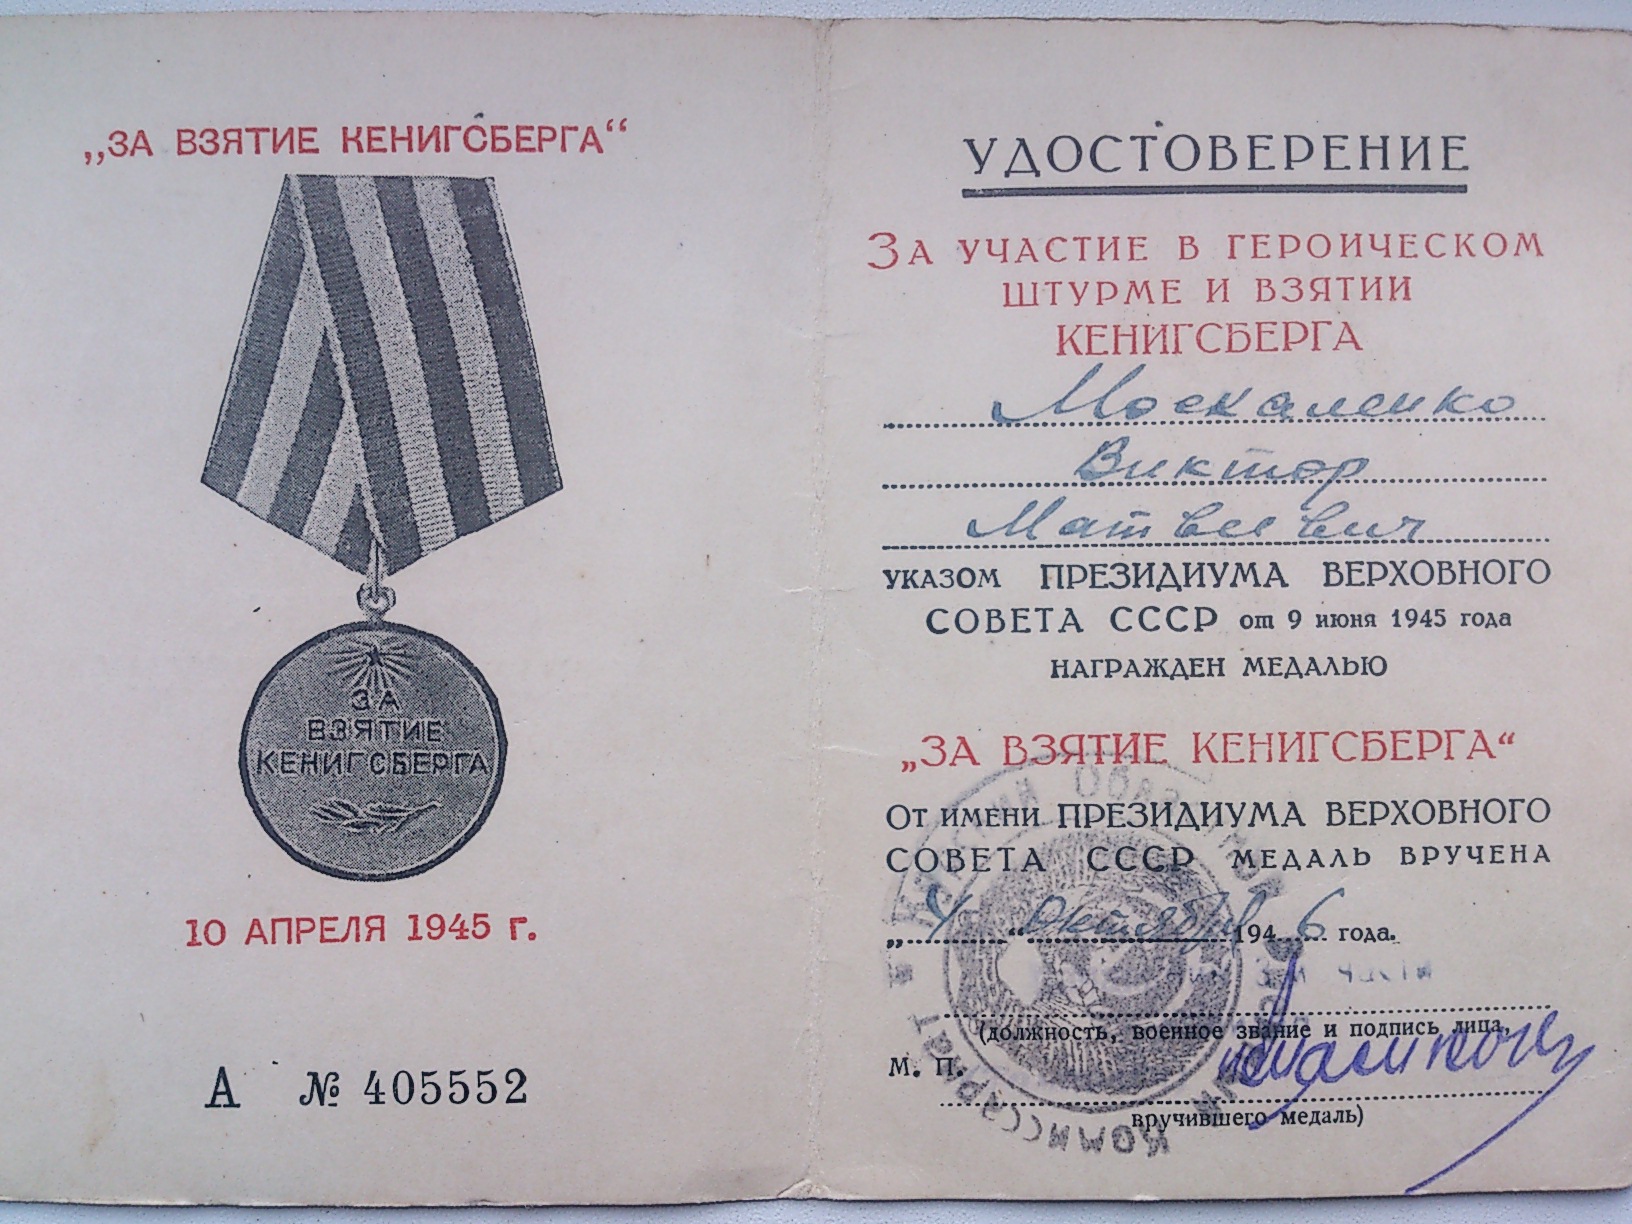 „ЗА ВЗЯТИЕ КЕНИГСБЕРГА“
ЗА
ВЗЯТИЕ
КЕНИГСБЕРГА
10 АПРЕЛЯ 1945 г.
А № 405552
УДОСТОВЕРЕНИЕ
ЗА УЧАСТИЕ В ГЕРОИЧЕСКОМ
ШТУРМЕ И ВЗЯТИИ
КЕНИГСБЕРГА
Москаленко
Виктор
Матвеевич
УКАЗОМ ПРЕЗИДИУМА ВЕРХОВНОГО
СОВЕТА СССР от 9 июня 1945 года
НАГРАЖДЕН МЕДАЛЬЮ
„ЗА ВЗЯТИЕ КЕНИГСБЕРГА“
ОТ ИМЕНИ ПРЕЗИДИУМА ВЕРХОВНОГО
СОВЕТА СССР МЕДАЛЬ ВРУЧЕНА
„4“ Октября 1946 года.
(должность, военное звание и подпись лица,
М. П.
вручившего медаль)